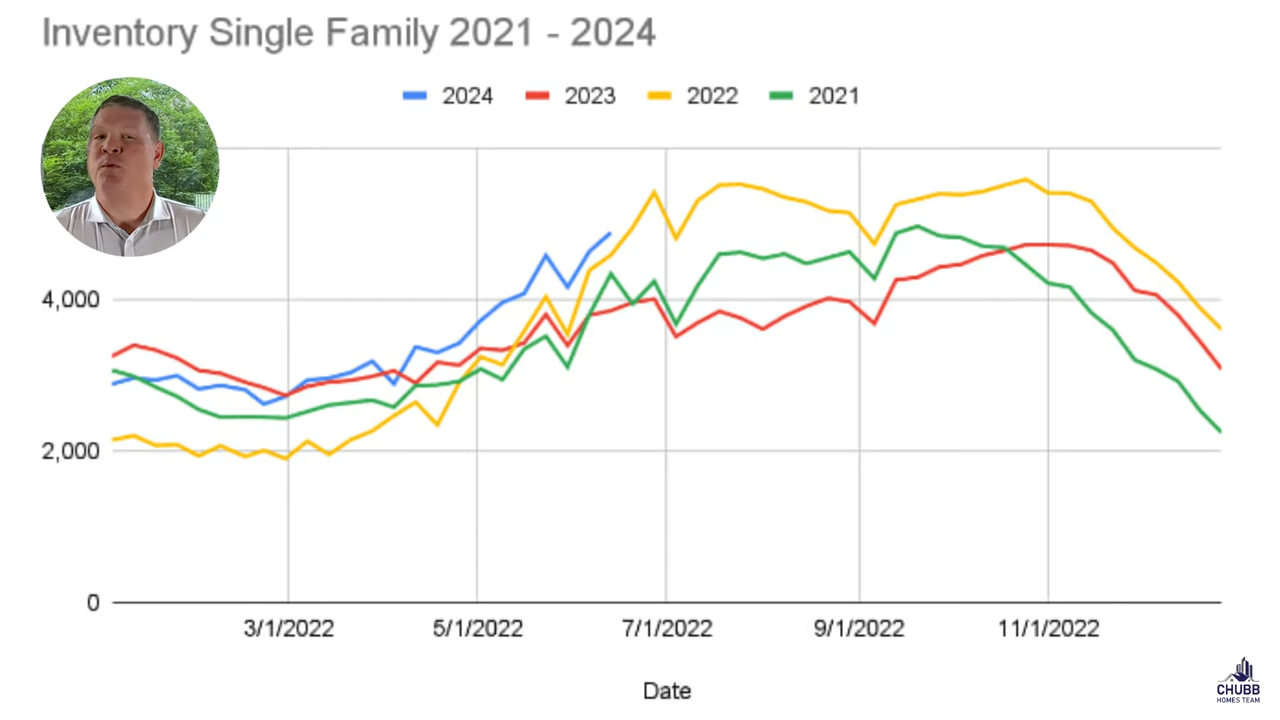 Inventory Single Family 2021 - 2024
2024 2023 2022 2021
4,000
2,000
0
3/1/2022 5/1/2022 7/1/2022 9/1/2022 11/1/2022
Date
CHUBB
HOMES TEAM